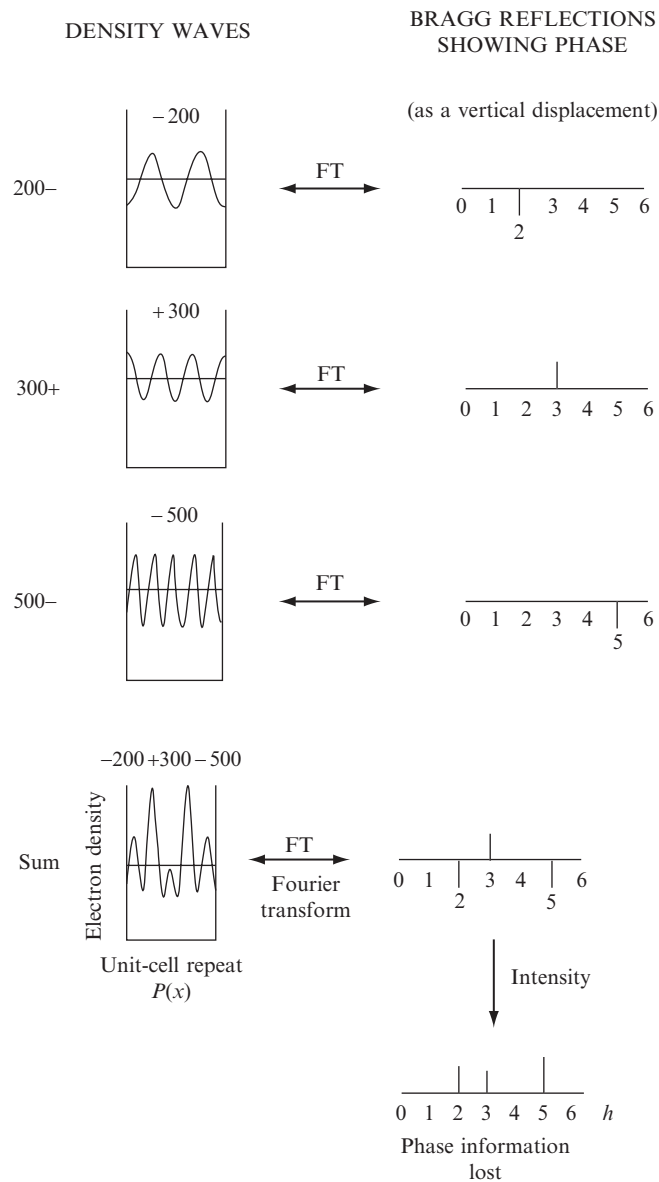 DENSITY WAVES
BRAGG REFLECTIONS
SHOWING PHASE
(as a vertical displacement)
−200
200−
FT
0 1 3 4 5 6
2
+300
300+
FT
0 1 2 3 4 5 6
−500
500−
FT
0 1 2 3 4 6
5
−200 +300 − 500
Sum
Electron density
FT
Fourier
transform
0 1 3 4 6
2 5
Unit-cell repeat
P(x)
Intensity
0 1 2 3 4 5 6 h
Phase information
lost